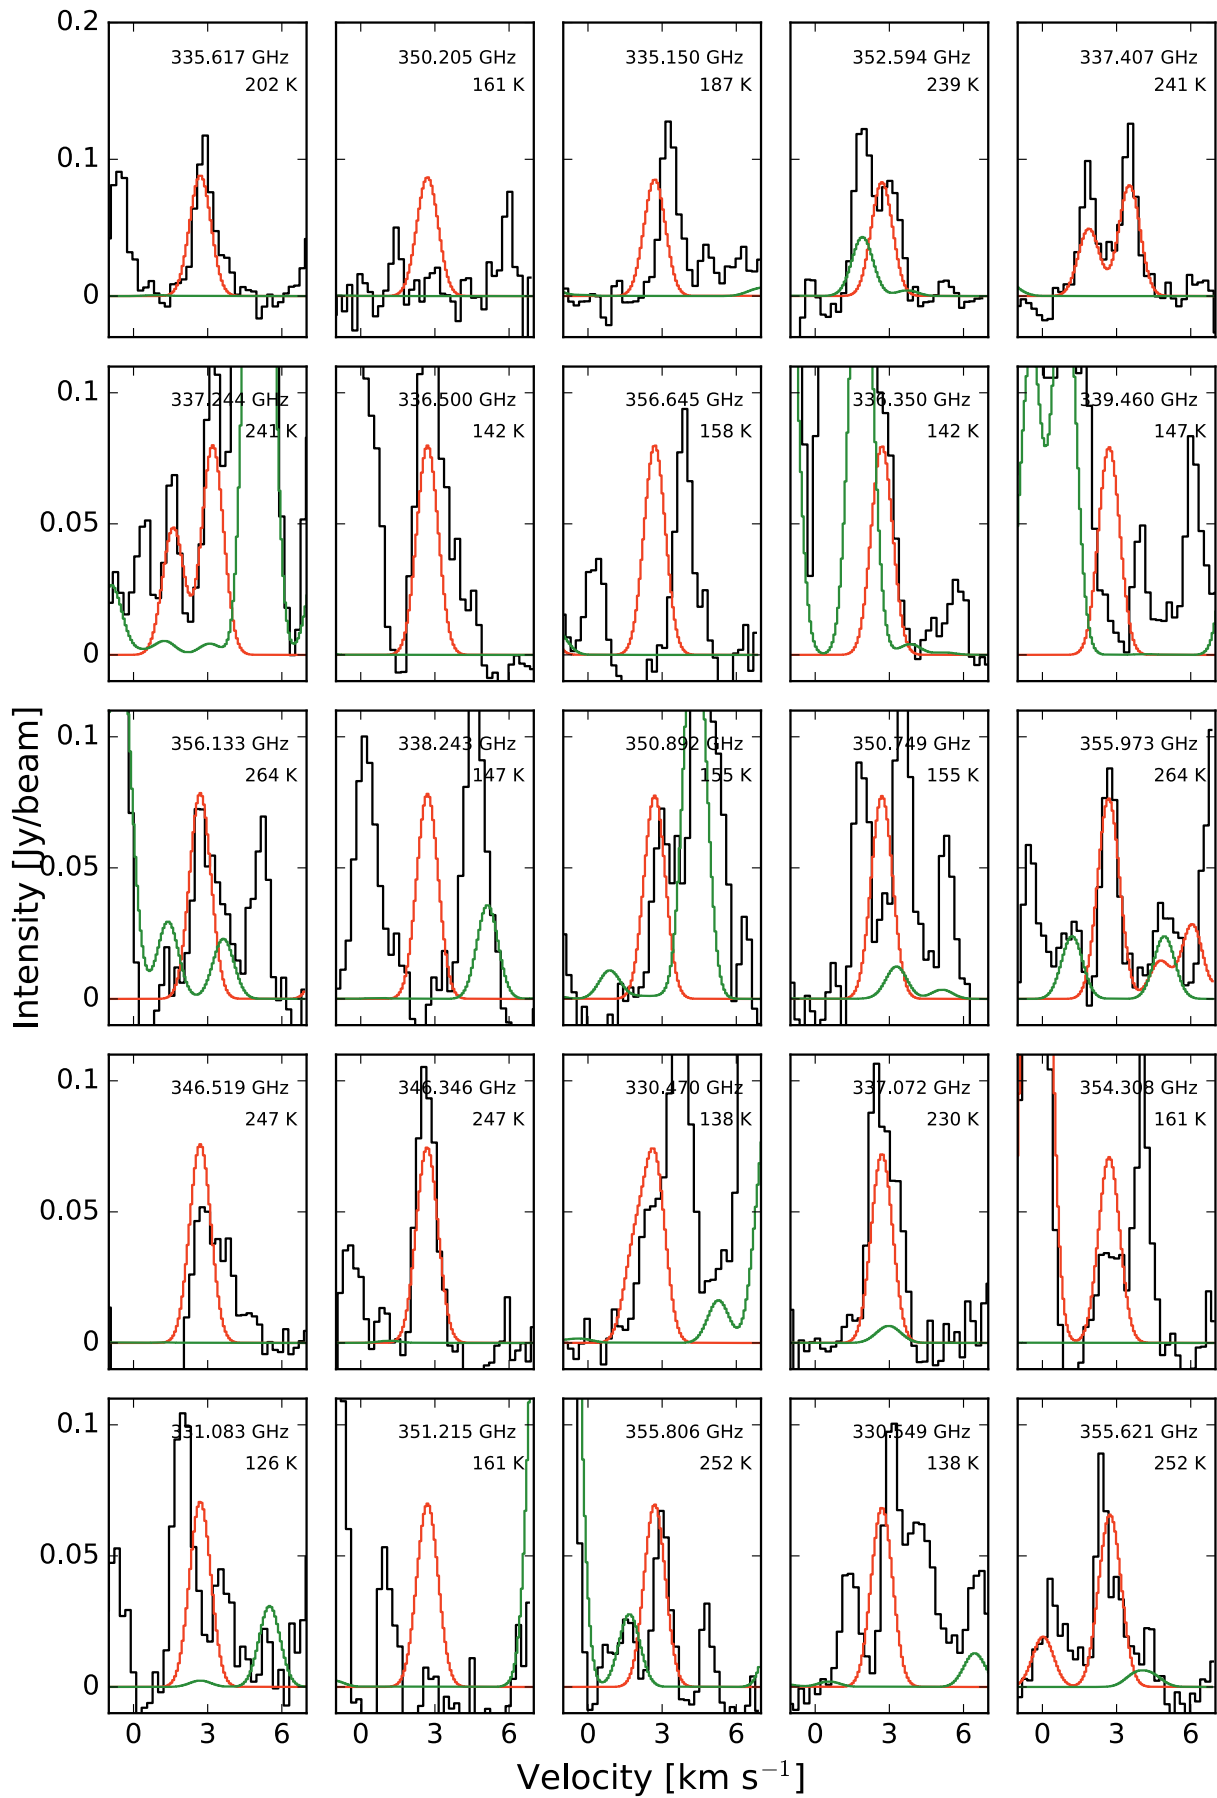 0.2
335.617 GHz
202 K
350.205 GHz
161 K
335.150 GHz
187 K
352.594 GHz
239 K
337.407 GHz
241 K
0.1
0
0.1
337.244 GHz
241 K
336.500 GHz
142 K
356.645 GHz
158 K
336.350 GHz
142 K
339.460 GHz
147 K
0.05
0
Intensity [Jy/beam]
0.1
356.133 GHz
264 K
338.243 GHz
147 K
350.892 GHz
155 K
350.749 GHz
155 K
355.973 GHz
264 K
0.05
0
0.1
346.519 GHz
247 K
346.346 GHz
247 K
330.470 GHz
138 K
337.072 GHz
230 K
354.308 GHz
161 K
0.05
0
0.1
331.083 GHz
126 K
351.215 GHz
161 K
355.806 GHz
252 K
330.549 GHz
138 K
355.621 GHz
252 K
0.05
0
0 3 6 0 3 6 0 3 6 0 3 6 0 3 6
Velocity [km s⁻¹]